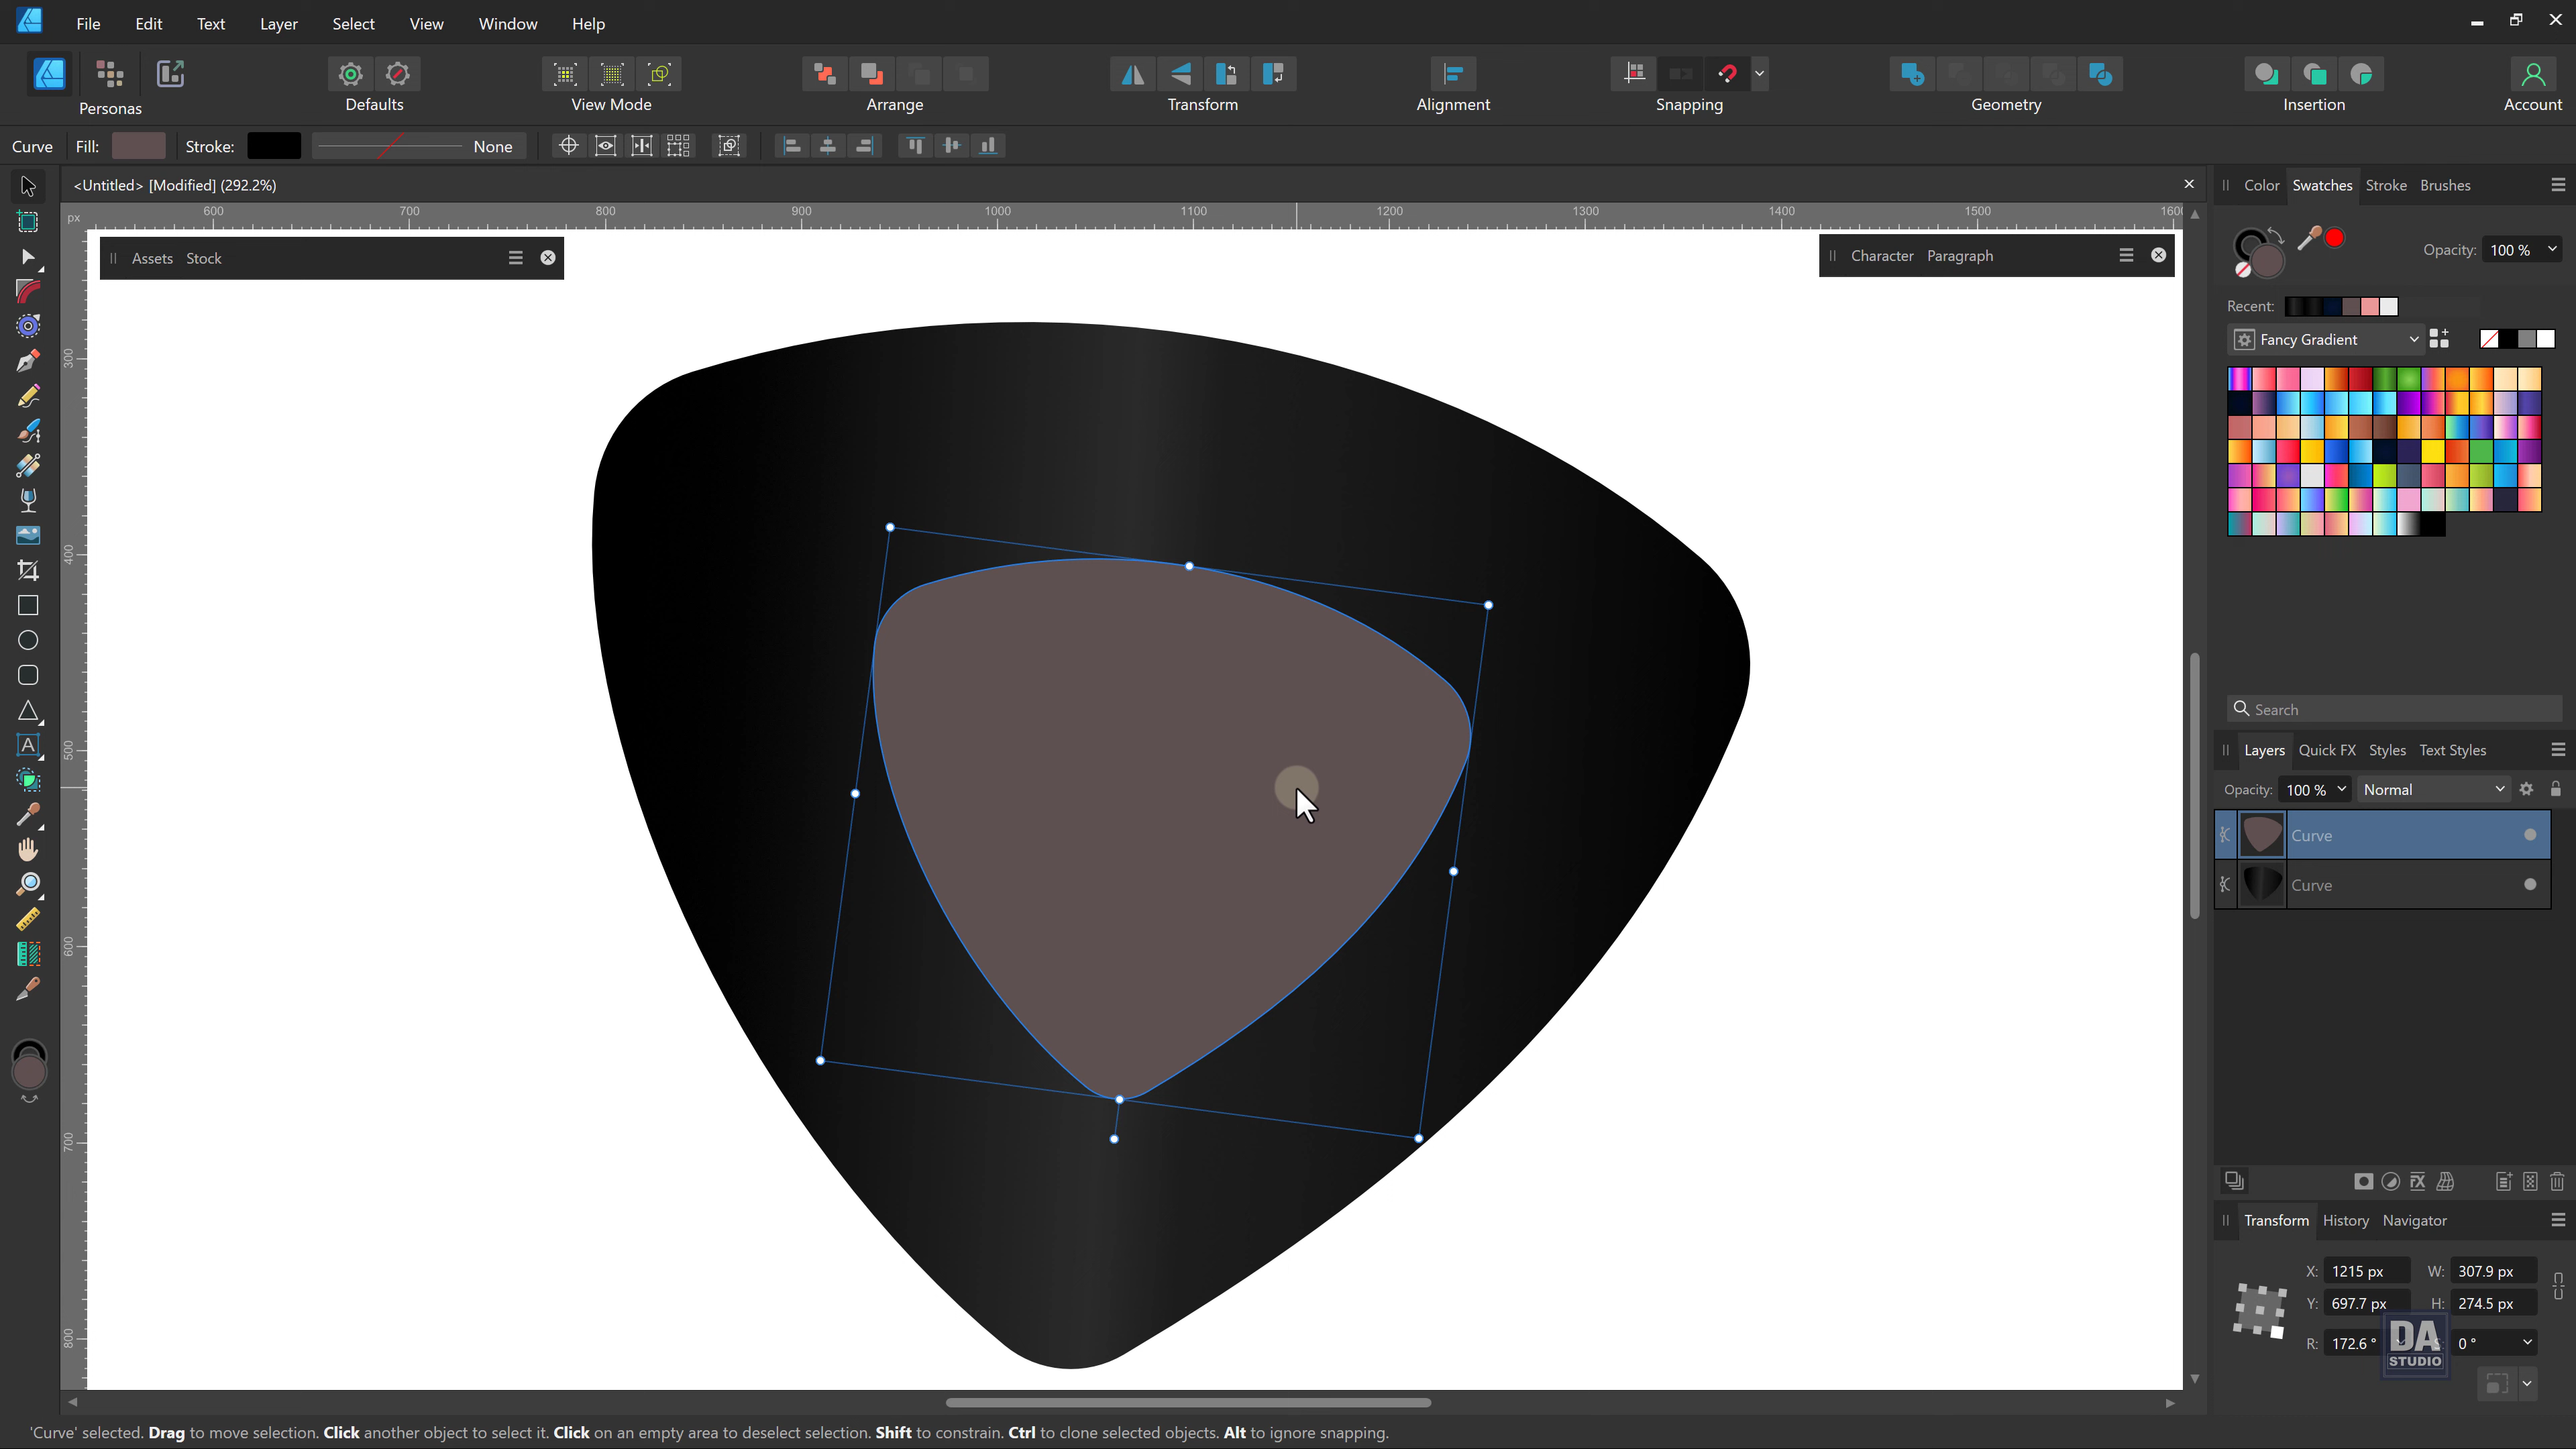 File Edit Text Layer Select View Window Help
Personas Defaults View Mode Arrange Transform Alignment Snapping Geometry Insertion Account
Curve Fill: Stroke: None
<Untitled> [Modified] (292.2%)
Color Swatches Stroke Brushes
px 600 700 800 900 1000 1100 1200 1300 1400 1500
Assets Stock
Character Paragraph
Opacity: 100 %
Recent:
Fancy Gradient
300
400
500
600
700
800
Search
Layers Quick FX Styles Text Styles
Opacity: 100 % Normal
Curve
Curve
Transform History Navigator
X: 1215 px W: 307.9 px
Y: 697.7 px H: 274.5 px
R: 172.6 ° 0 °
DA
STUDIO
'Curve' selected. Drag to move selection. Click another object to select it. Click on an empty area to deselect selection. Shift to constrain. Ctrl to clone selected objects. Alt to ignore snapping.